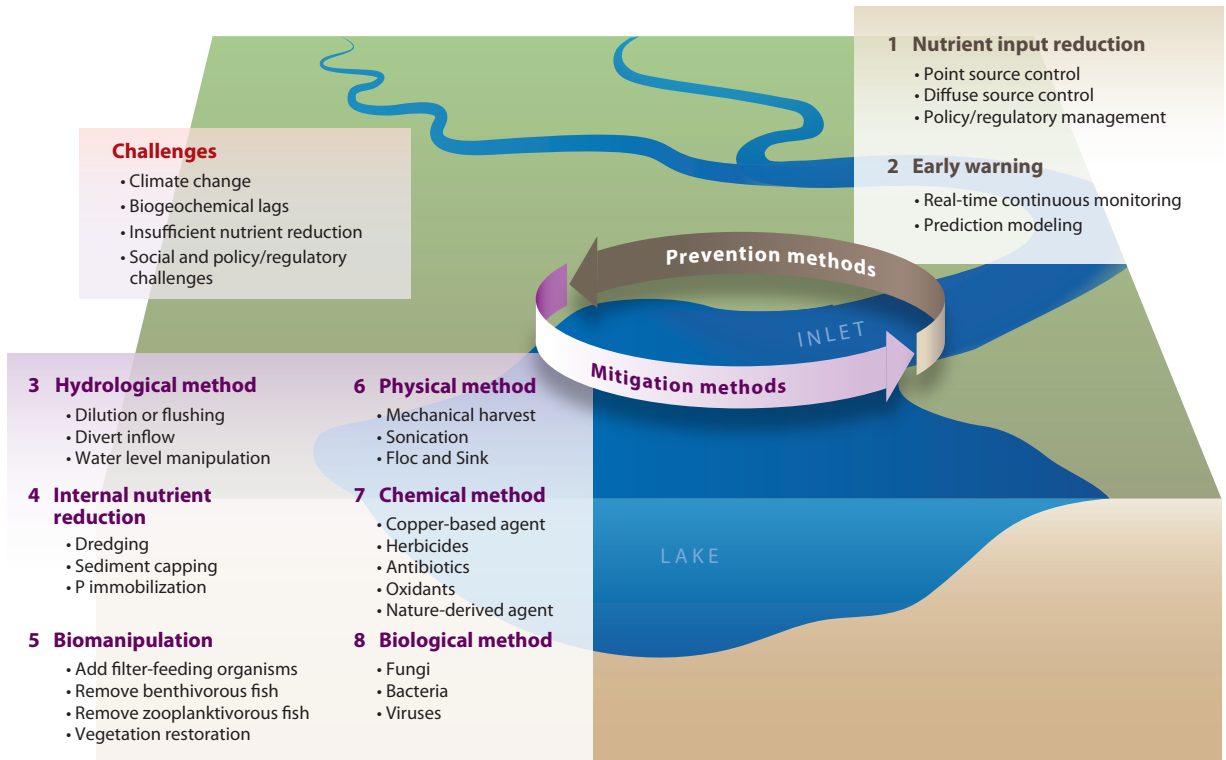 1 Nutrient input reduction
• Point source control
• Diffuse source control
• Policy/regulatory management
2 Early warning
• Real-time continuous monitoring
• Prediction modeling
Challenges
• Climate change
• Biogeochemical lags
• Insufficient nutrient reduction
• Social and policy/regulatory
challenges
Prevention methods
INLET
Mitigation methods
3 Hydrological method
• Dilution or flushing
• Divert inflow
• Water level manipulation
4 Internal nutrient
reduction
• Dredging
• Sediment capping
• P immobilization
5 Biomanipulation
• Add filter-feeding organisms
• Remove benthivorous fish
• Remove zooplanktivorous fish
• Vegetation restoration
6 Physical method
• Mechanical harvest
• Sonication
• Floc and Sink
7 Chemical method
• Copper-based agent
• Herbicides
• Antibiotics
• Oxidants
• Nature-derived agent
8 Biological method
• Fungi
• Bacteria
• Viruses
LAKE